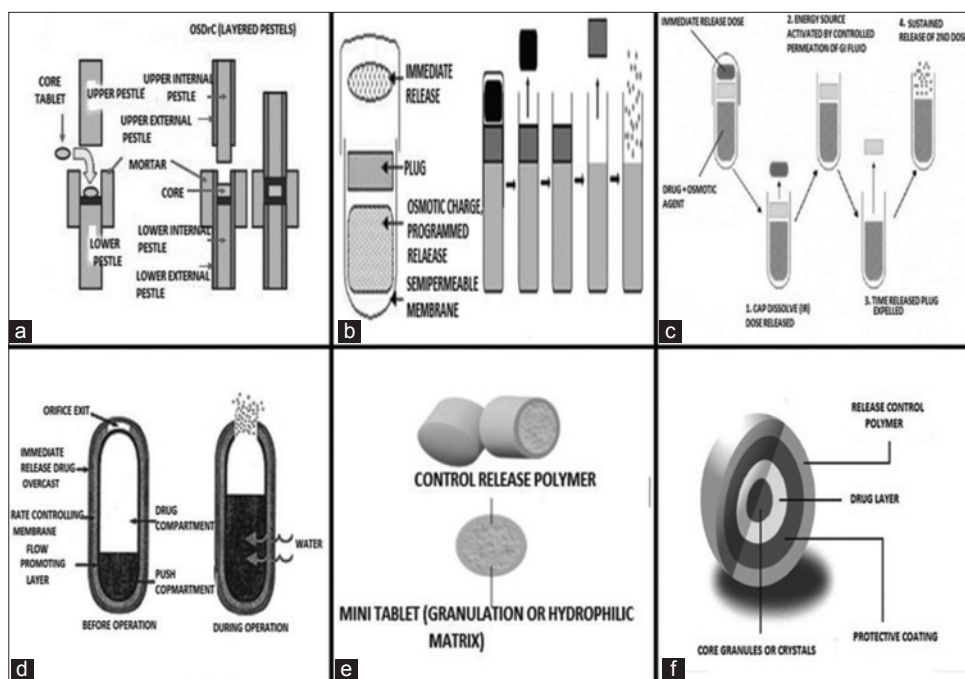 OSDrC (LAYERED PESTELS)
CORE
TABLET
UPPER PESTLE
UPPER INTERNAL
PESTLE
UPPER EXTERNAL
PESTLE
MORTAR
CORE
LOWER
PESTLE
LOWER INTERNAL
PESTLE
LOWER EXTERNAL
PESTLE
a
IMMEDIATE
RELEASE
PLUG
OSMOTIC CHARGE,
PROGRAMMED
RELAEASE
SEMIPERMEABLE
MEMBRANE
b
IMMEDIATE RELEASE DOSE
2. ENERGY SOURCE
ACTIVATED BY CONTROLLED
PERMEATION OF GI FLUID
4. SUSTAINED
RELEASE OF 2ND DOSE
DRUG + OSMOTIC
AGENT
1. CAP DISSOLVE (IR)
DOSE RELEASED
3. TIME RELEASED PLUG
EXPELLED
c
ORIFICE EXIT
IMMEDIATE
RELEASE DRUG
OVERCAST
RATE CONTROLLING
MEMBRANE
FLOW
PROMOTING
LAYER
DRUG
COMPARTMENT
PUSH
COPMARTMENT
WATER
BEFORE OPERATION
DURING OPERATION
d
CONTROL RELEASE POLYMER
MINI TABLET (GRANULATION OR HYDROPHILIC
MATRIX)
e
RELEASE CONTROL
POLYMER
DRUG LAYER
PROTECTIVE COATING
CORE GRANULES OR CRYSTALS
f